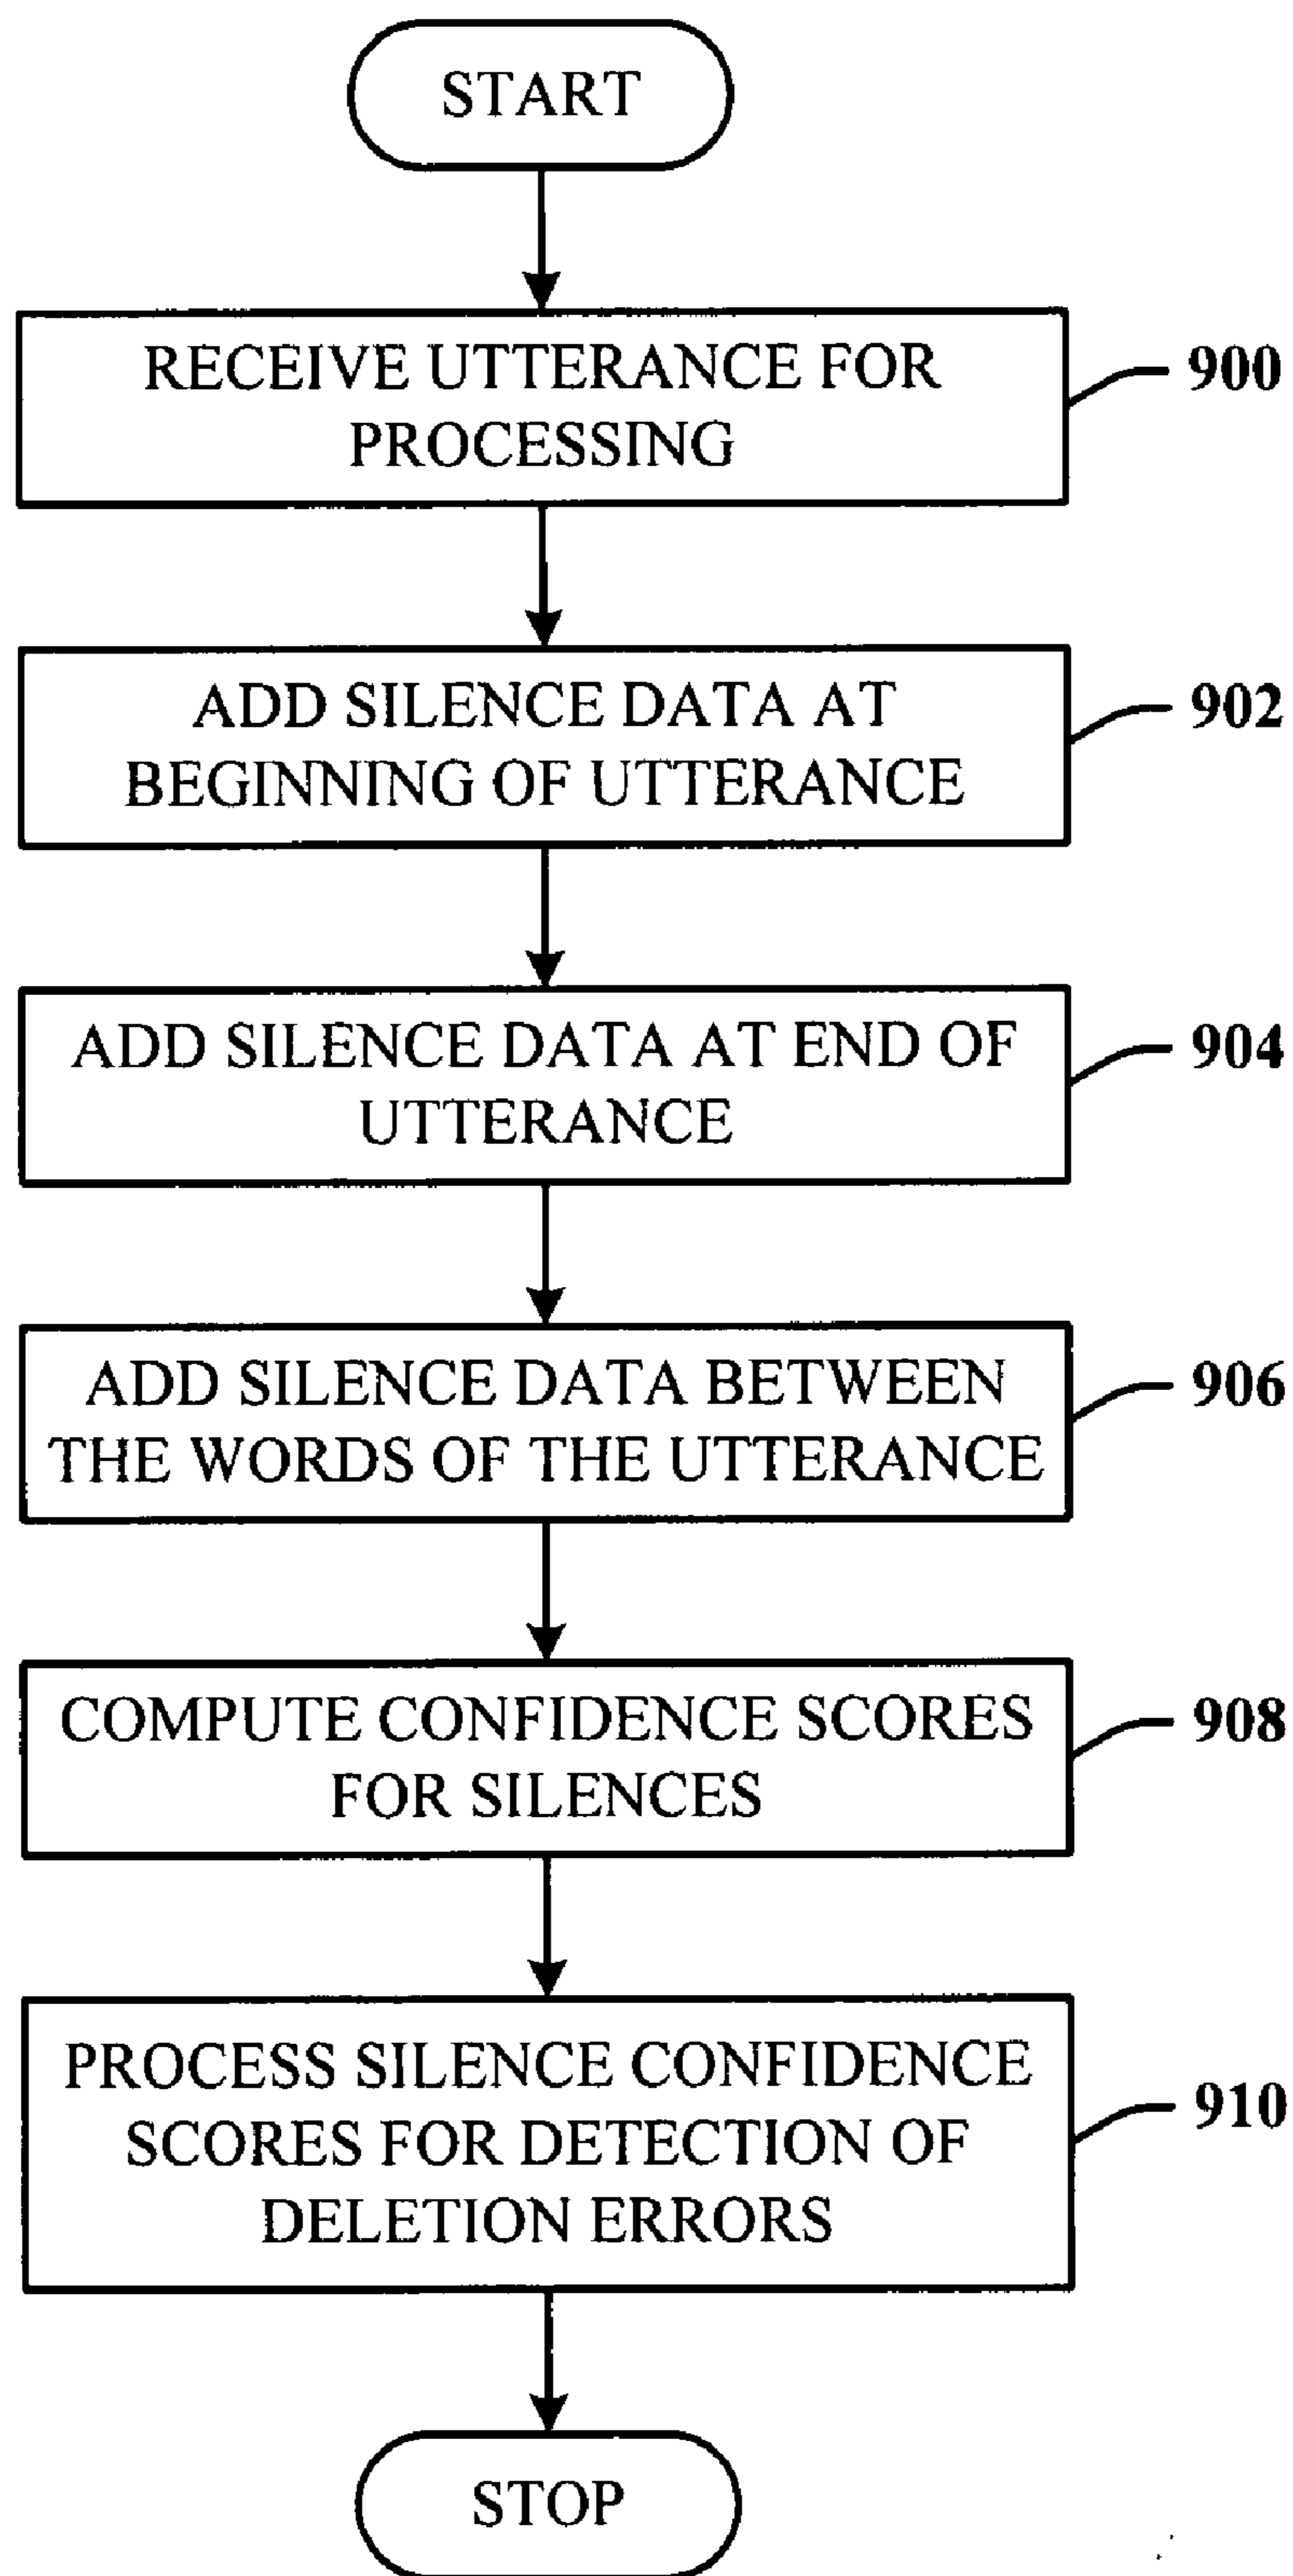 START
RECEIVE UTTERANCE FOR
PROCESSING
900
ADD SILENCE DATA AT
BEGINNING OF UTTERANCE
902
ADD SILENCE DATA AT END OF
UTTERANCE
904
ADD SILENCE DATA BETWEEN
THE WORDS OF THE UTTERANCE
906
COMPUTE CONFIDENCE SCORES
FOR SILENCES
908
PROCESS SILENCE CONFIDENCE
SCORES FOR DETECTION OF
DELETION ERRORS
910
STOP